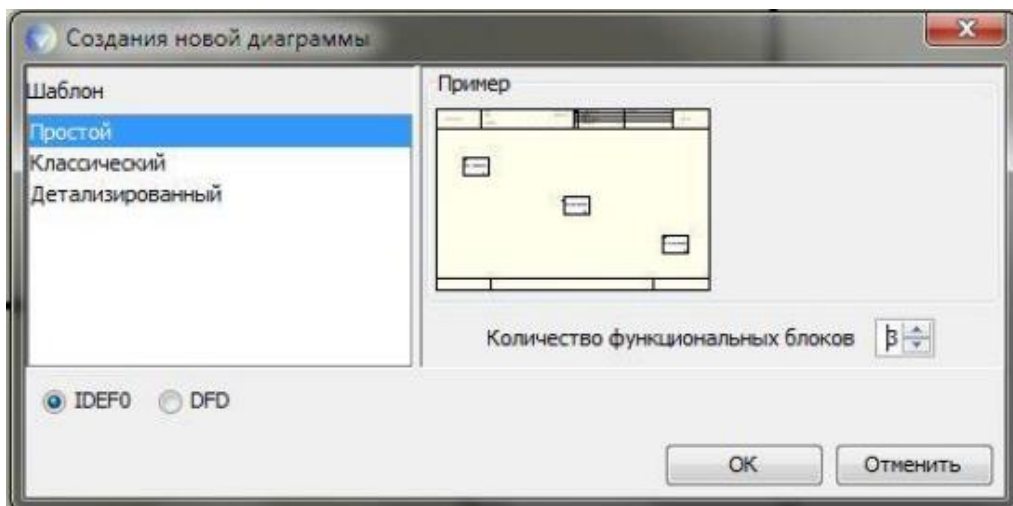 Создания новой диаграммы
Шаблон
Простой
Классический
Детализированный
Пример
Количество функциональных блоков 3
IDEF0 DFD
OK Отменить